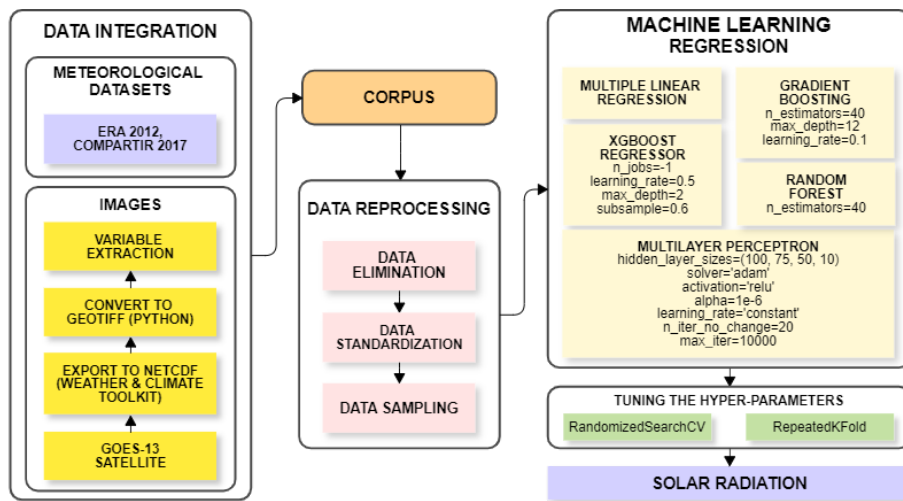 DATA INTEGRATION
METEOROLOGICAL
DATASETS
ERA 2012,
COMPARTIR 2017
IMAGES
VARIABLE
EXTRACTION
CONVERT TO
GEOTIFF (PYTHON)
EXPORT TO NETCDF
(WEATHER & CLIMATE
TOOLKIT)
GOES-13
SATELLITE
CORPUS
DATA REPROCESSING
DATA
ELIMINATION
DATA
STANDARDIZATION
DATA SAMPLING
MACHINE LEARNING
REGRESSION
MULTIPLE LINEAR
REGRESSION
GRADIENT
BOOSTING
n_estimators=40
max_depth=12
learning_rate=0.1
XGBOOST
REGRESSOR
n_jobs=-1
learning_rate=0.5
max_depth=2
subsample=0.6
RANDOM
FOREST
n_estimators=40
MULTILAYER PERCEPTRON
hidden_layer_sizes=(100, 75, 50, 10)
solver='adam'
activation='relu'
alpha=1e-6
learning_rate='constant'
n_iter_no_change=20
max_iter=10000
TUNING THE HYPER-PARAMETERS
RandomizedSearchCV
RepeatedKFold
SOLAR RADIATION